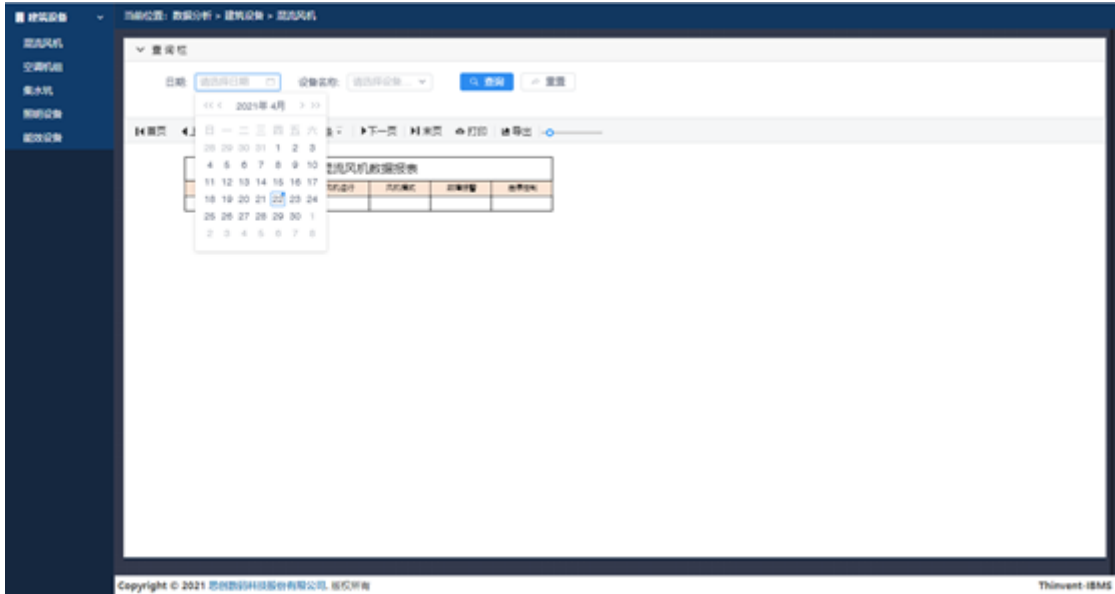 建筑设备
当前位置: 数据分析 > 建筑设备 > 混流风机
混流风机
空调机组
集水坑
照明设备
能效设备
查询栏
日期: 请选择日期 设备名称: 请选择设备... 查询 重置
<< < 2021年 4月 > >>
首页 下一页 末页 打印 导出
日 一 二 三 四 五 六
28 29 30 31 1 2 3
4 5 6 7 8 9 10
11 12 13 14 15 16 17
18 19 20 21 22 23 24
25 26 27 28 29 30 1
2 3 4 5 6 7 8
混流风机数据报表
风机运行 风机模式 故障报警
Copyright © 2021 思创数码科技股份有限公司. 版权所有
Thinvent-IBMS